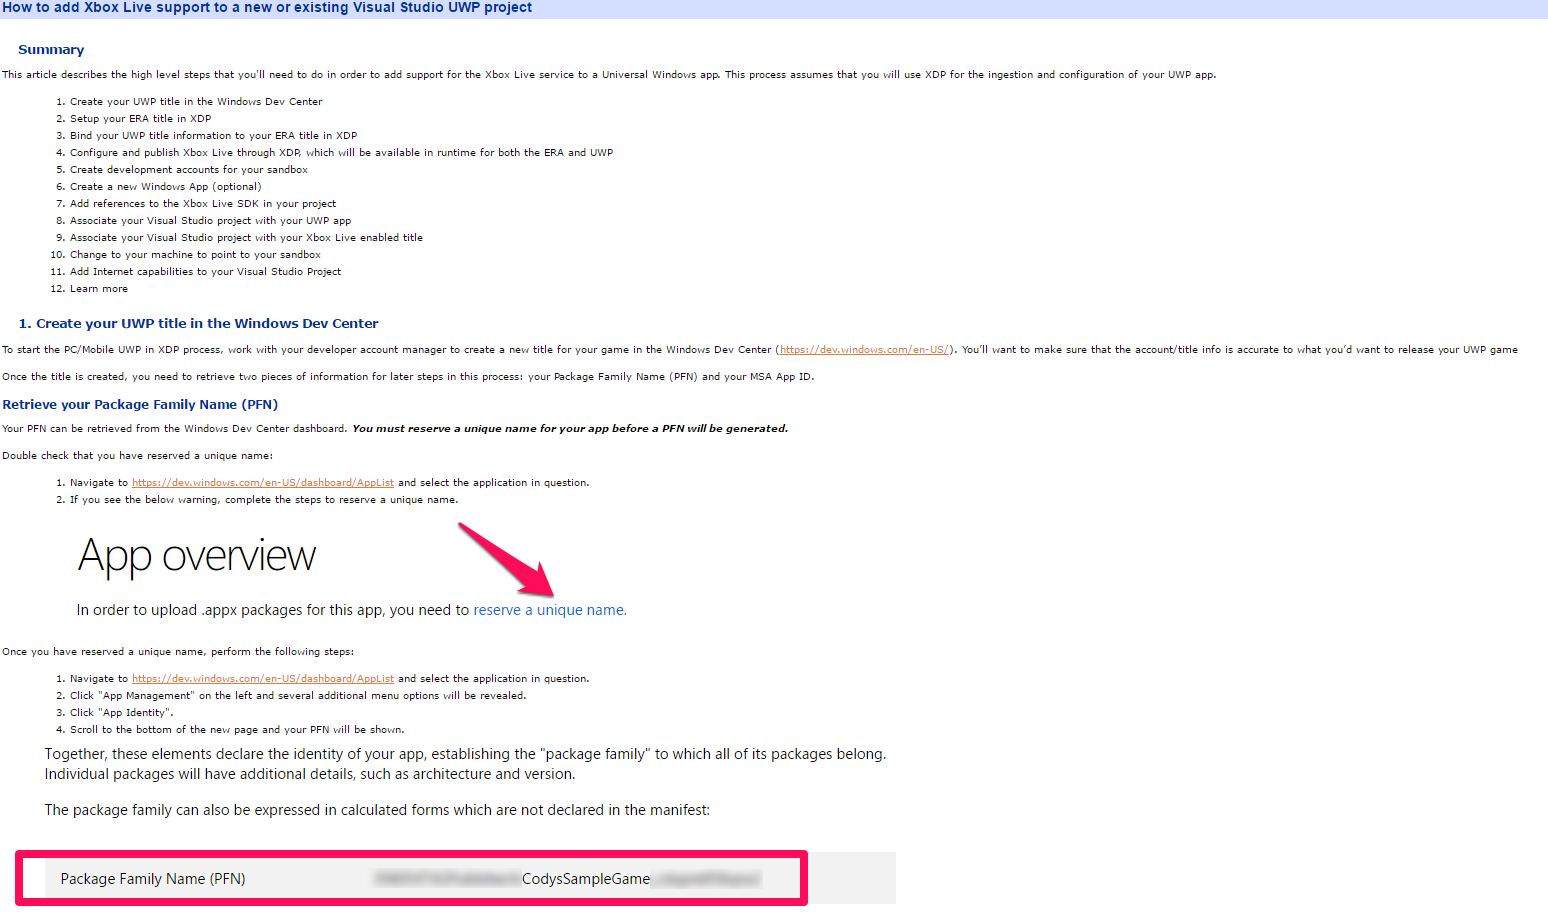 How to add Xbox Live support to a new or existing Visual Studio UWP project
Summary
This article describes the high level steps that you'll need to do in order to add support for the Xbox Live service to a Universal Windows app. This process assumes that you will use XDP for the ingestion and configuration of your UWP app.
1. Create your UWP title in the Windows Dev Center
2. Setup your ERA title in XDP
3. Bind your UWP title information to your ERA title in XDP
4. Configure and publish Xbox Live through XDP, which will be available in runtime for both the ERA and UWP
5. Create development accounts for your sandbox
6. Create a new Windows App (optional)
7. Add references to the Xbox Live SDK in your project
8. Associate your Visual Studio project with your UWP app
9. Associate your Visual Studio project with your Xbox Live enabled title
10. Change to your machine to point to your sandbox
11. Add Internet capabilities to your Visual Studio Project
12. Learn more
1. Create your UWP title in the Windows Dev Center
To start the PC/Mobile UWP in XDP process, work with your developer account manager to create a new title for your game in the Windows Dev Center (https://dev.windows.com/en-US/). You'll want to make sure that the account/title info is accurate to what you'd want to release your UWP game
Once the title is created, you need to retrieve two pieces of information for later steps in this process: your Package Family Name (PFN) and your MSA App ID.
Retrieve your Package Family Name (PFN)
Your PFN can be retrieved from the Windows Dev Center dashboard. You must reserve a unique name for your app before a PFN will be generated.
Double check that you have reserved a unique name:
1. Navigate to https://dev.windows.com/en-US/dashboard/AppList and select the application in question.
2. If you see the below warning, complete the steps to reserve a unique name.
App overview
In order to upload .appx packages for this app, you need to reserve a unique name.
Once you have reserved a unique name, perform the following steps:
1. Navigate to https://dev.windows.com/en-US/dashboard/AppList and select the application in question.
2. Click "App Management" on the left and several additional menu options will be revealed.
3. Click "App Identity".
4. Scroll to the bottom of the new page and your PFN will be shown.
Together, these elements declare the identity of your app, establishing the "package family" to which all of its packages belong.
Individual packages will have additional details, such as architecture and version.
The package family can also be expressed in calculated forms which are not declared in the manifest:
Package Family Name (PFN) CodysSampleGame